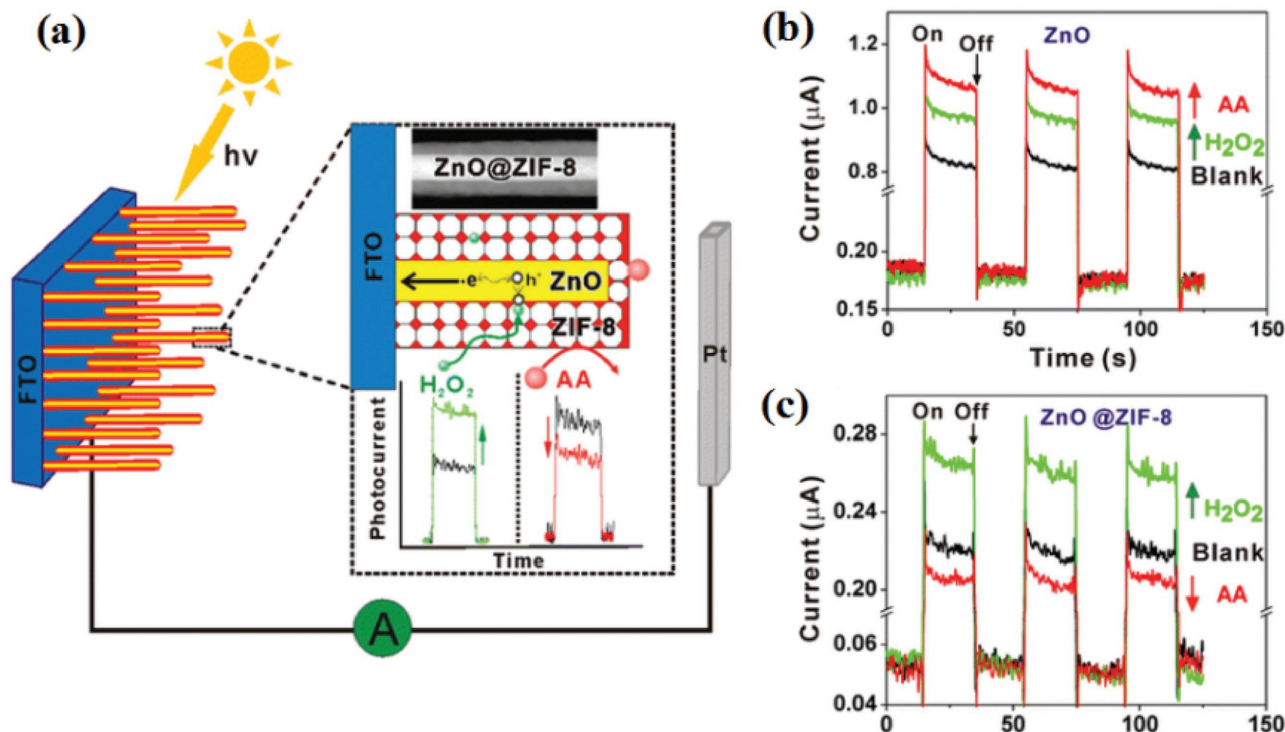 (a)
hν
FTO
ZnO@ZIF-8
FTO
e⁻
h⁺
ZnO
ZIF-8
H₂O₂
AA
Photocurrent
Time
Pt
A
(b)
On
Off
ZnO
AA
H₂O₂
Blank
Current (μA)
1.2
1.0
0.8
0.20
0.15
0
50
100
150
Time (s)
(c)
On
Off
ZnO @ZIF-8
H₂O₂
Blank
AA
Current (μA)
0.28
0.24
0.20
0.06
0.04
0
50
100
150